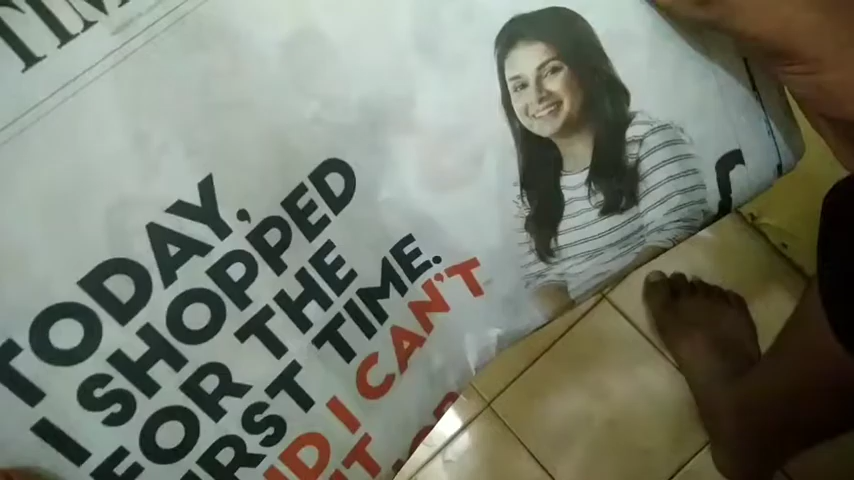 TIM
TODAY,
I SHOPPED
FOR THE
FIRST TIME.
AND I CAN'T